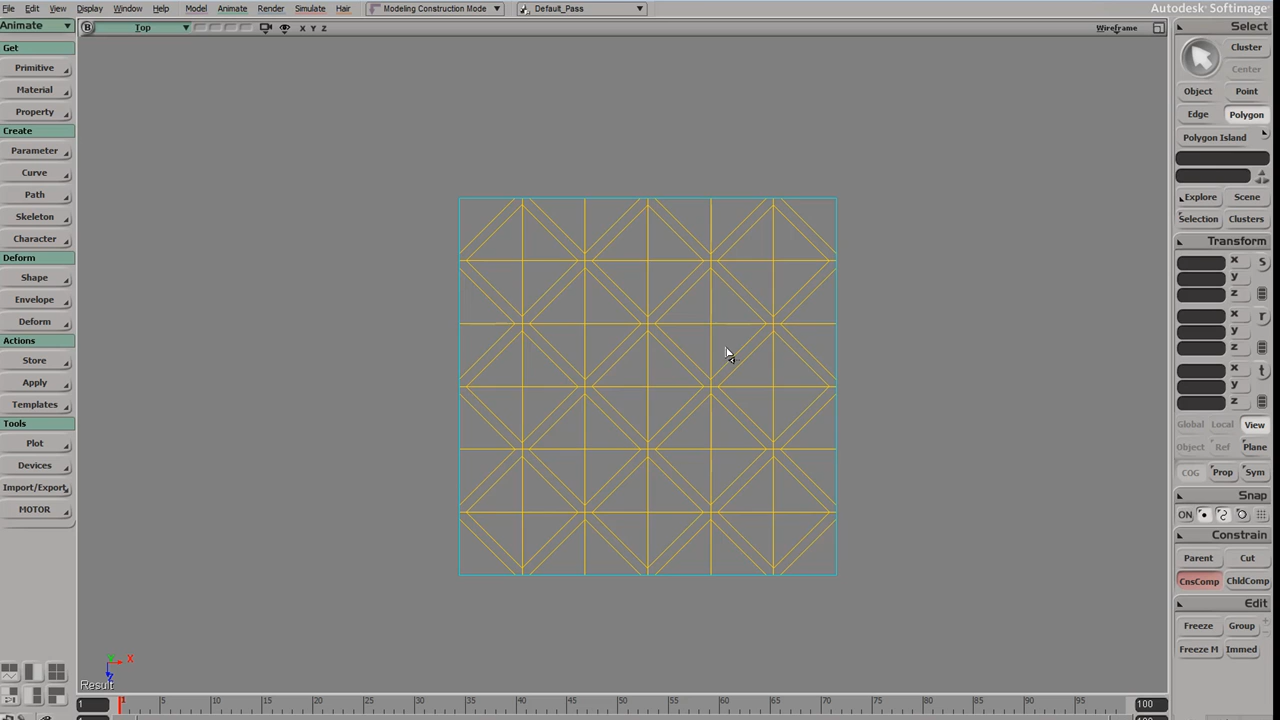 File Edit View Display Window Help Model Animate Render Simulate Hair Modeling Construction Mode Default_Pass Autodesk Softimage
Animate
B Top X Y Z Wireframe
Get
Primitive
Material
Property
Create
Parameter
Curve
Path
Skeleton
Character
Deform
Shape
Envelope
Deform
Actions
Store
Apply
Templates
Tools
Plot
Devices
Import/Export
MOTOR
X
Z
Result
Select
Cluster
Center
Object Point
Edge Polygon
Polygon Island
Explore Scene
Selection Clusters
Transform
x s
y
z
x r
y
z
x t
y
z
Global Local View
Object Ref Plane
COG Prop Sym
Snap
ON
Constrain
Parent Cut
CnsComp ChldComp
Edit
Freeze Group
Freeze M Immed
1 1 5 10 15 20 25 30 35 40 45 50 55 60 65 70 75 80 85 90 95 100